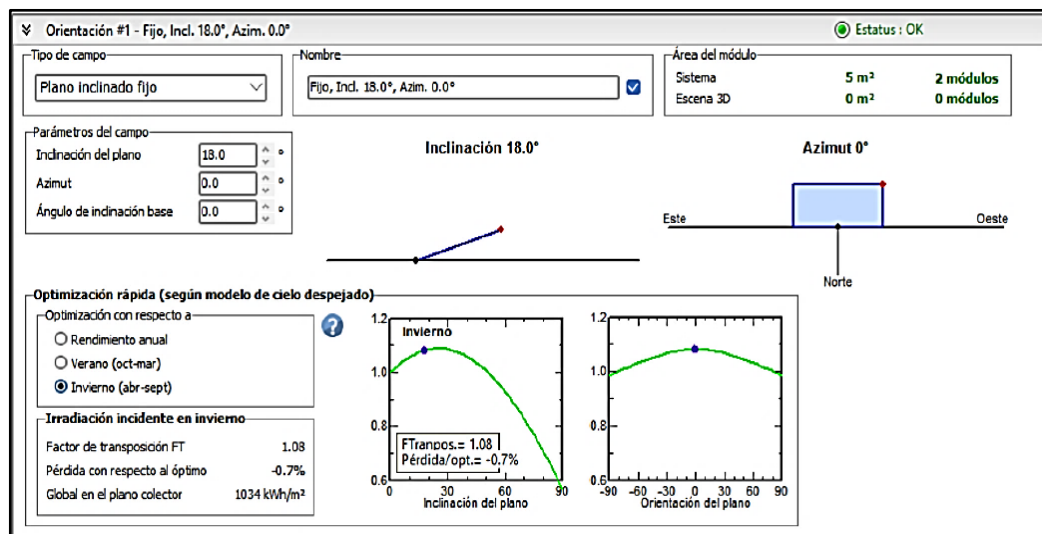 Orientación #1 - Fijo, Incl. 18.0°, Azim. 0.0°
Estatus : OK
Tipo de campo
Plano inclinado fijo
Nombre
Fijo, Incl. 18.0°, Azim. 0.0°
Área del módulo
Sistema 5 m² 2 módulos
Escena 3D 0 m² 0 módulos
Parámetros del campo
Inclinación del plano 18.0 °
Azimut 0.0 °
Ángulo de inclinación base 0.0 °
Inclinación 18.0°
Azimut 0°
Este
Oeste
Norte
Optimización rápida (según modelo de cielo despejado)
Optimización con respecto a
Rendimiento anual
Verano (oct-mar)
Invierno (abr-sept)
?
Irradiación incidente en invierno
Factor de transposición FT 1.08
Pérdida con respecto al óptimo -0.7%
Global en el plano colector 1034 kWh/m²
Invierno
1.2
1.0
0.8
0.6
FTranpos.= 1.08
Pérdida/opt.= -0.7%
0 30 60 90
Inclinación del plano
1.2
1.0
0.8
0.6
-90 -60 -30 0 30 60 90
Orientación del plano